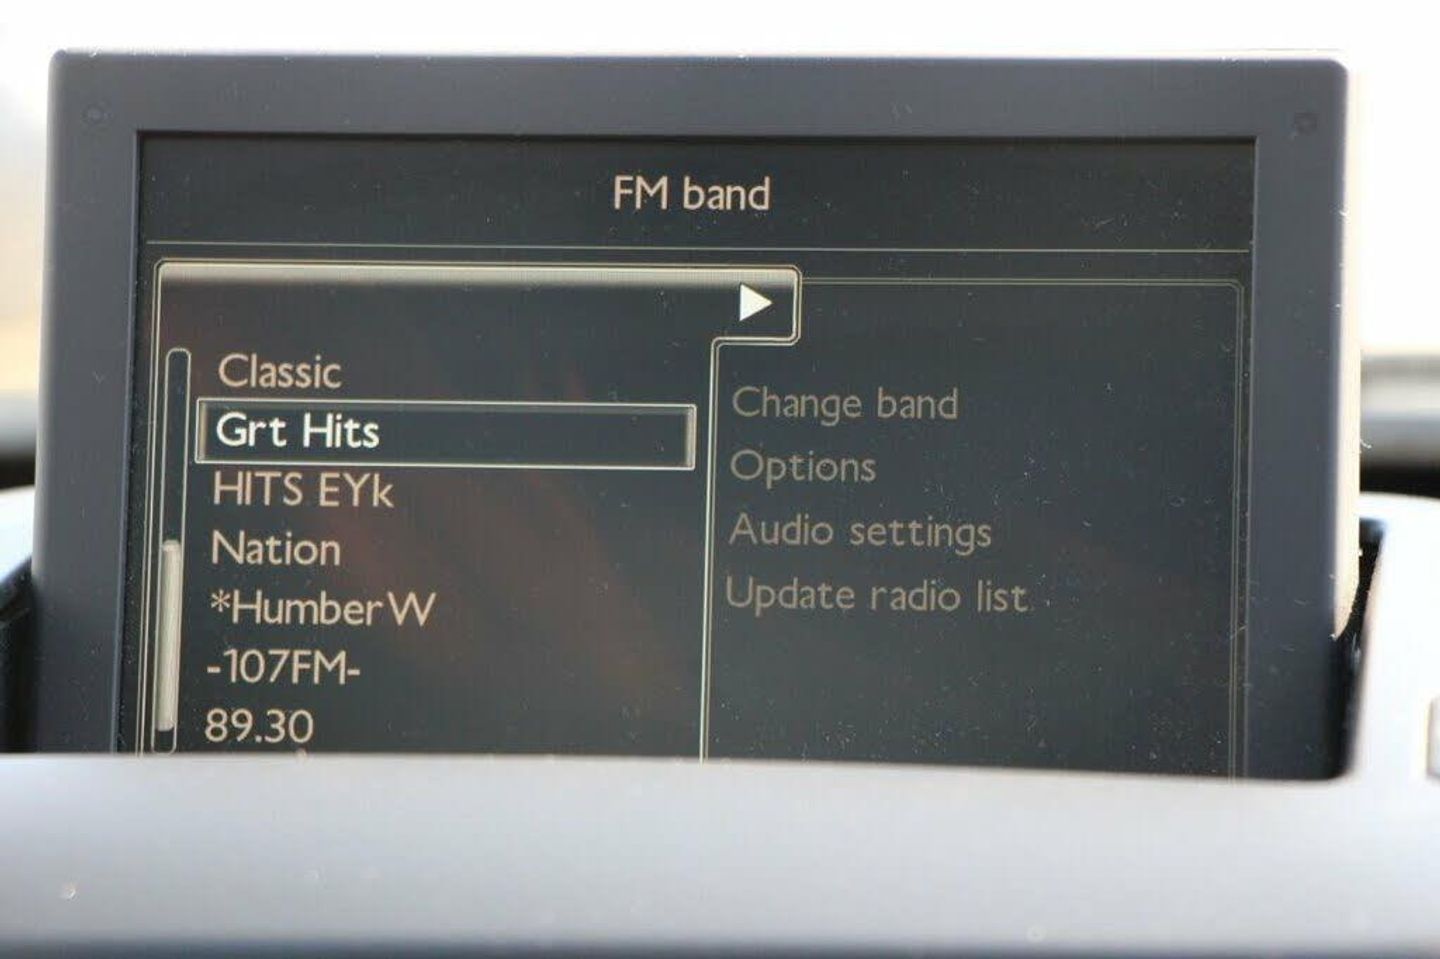 FM band
Classic
Grt Hits
HITS EYk
Nation
*HumberW
-107FM-
89.30
Change band
Options
Audio settings
Update radio list